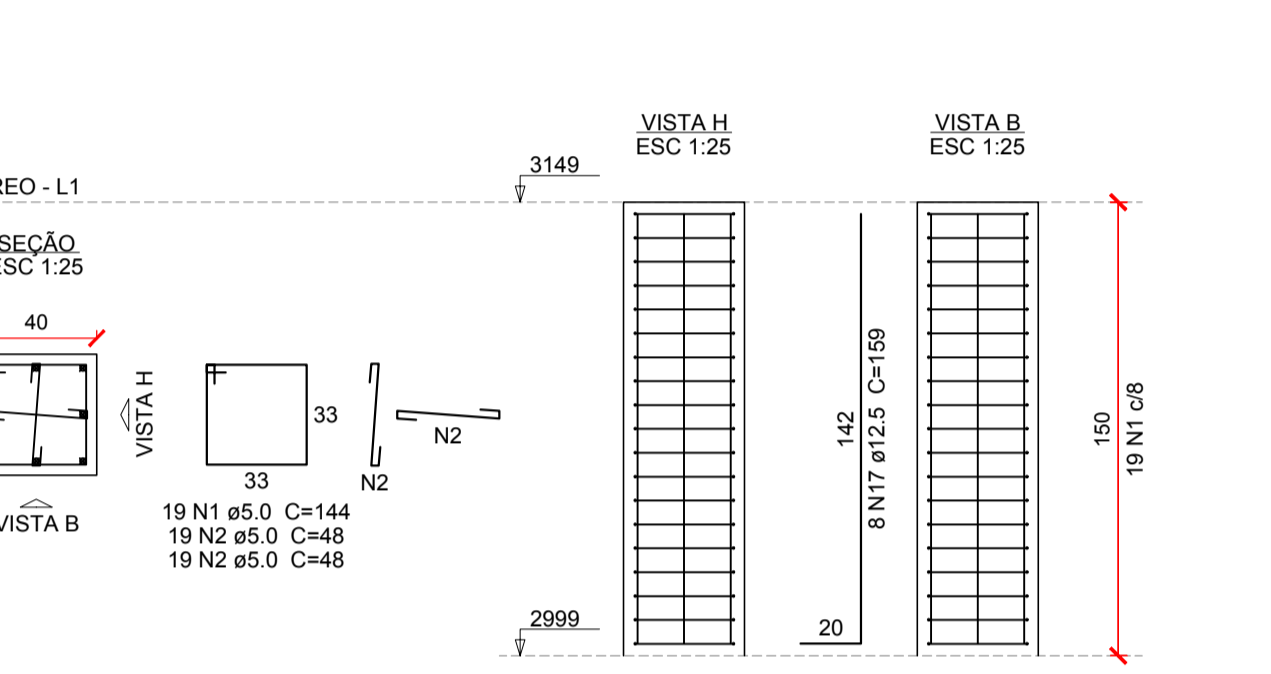 VISTA H
ESC 1:25
VISTA B
ESC 1:25
3149
REO - L1
SEÇÃO
ESC 1:25
40
VISTA H
33
33
N2
N2
VISTA B
19 N1 ø5.0 C=144
19 N2 ø5.0 C=48
19 N2 ø5.0 C=48
142
8 N17 ø12.5 C=159
20
2999
150
19 N1 c/8